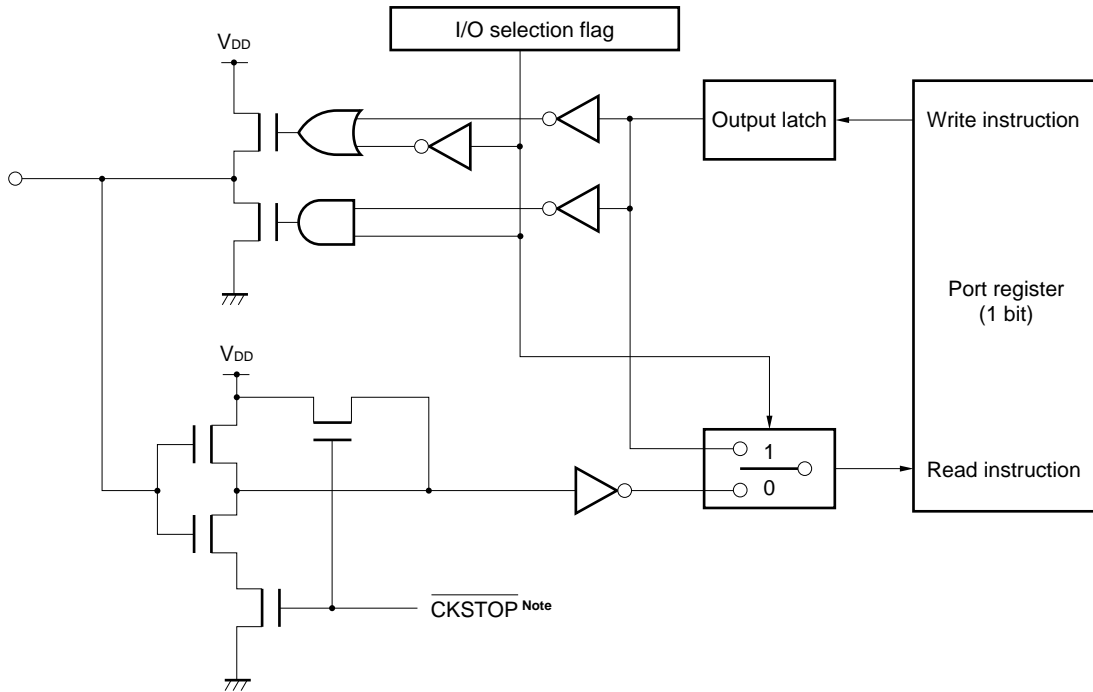 I/O selection flag
VDD
Output latch
Write instruction
Port register
(1 bit)
VDD
1
0
Read instruction
CKSTOP Note